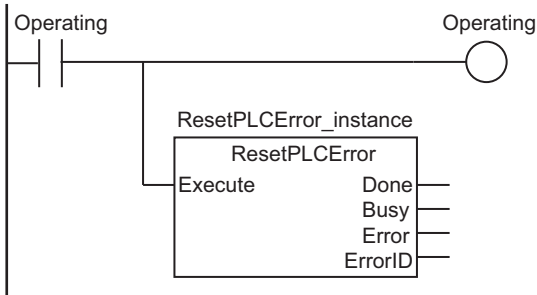 Operating Operating
ResetPLCError_instance
ResetPLCError
Execute Done
Busy
Error
ErrorID